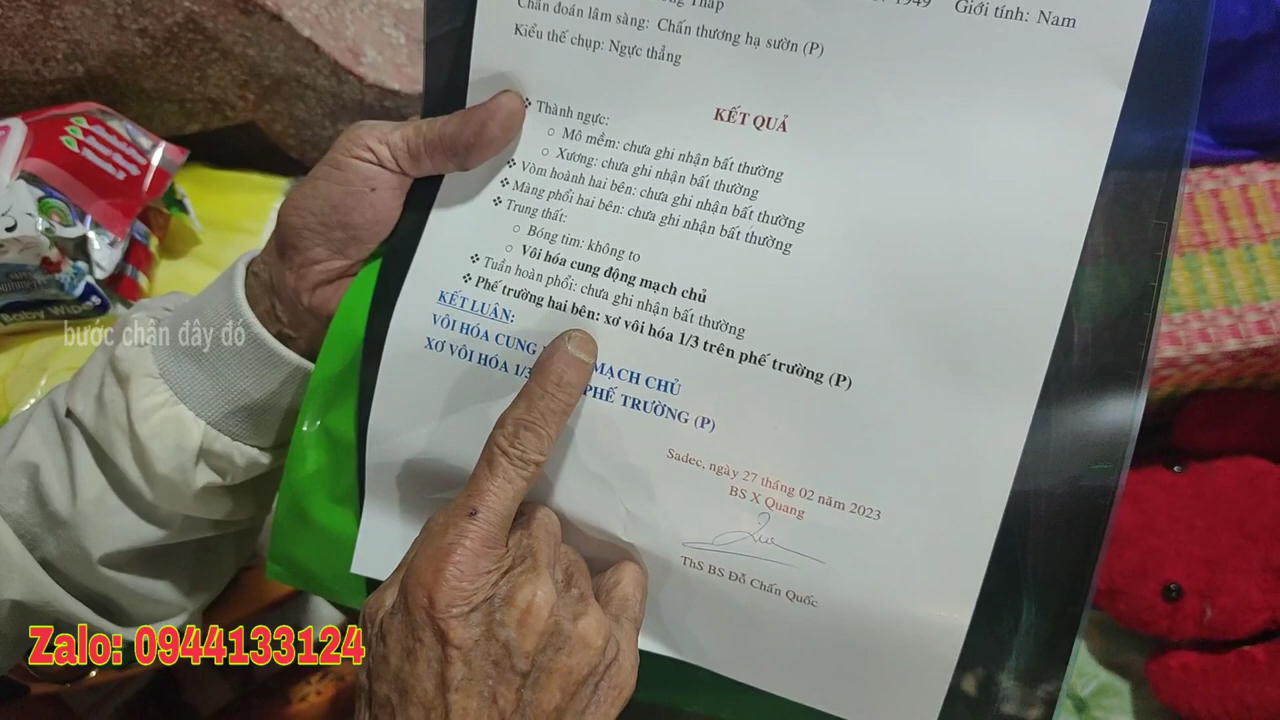 Tháp
1949 Giới tính: Nam
Chẩn đoán lâm sàng: Chấn thương hạ sườn (P)
Kiểu thế chụp: Ngực thẳng
KẾT QUẢ
❖ Thành ngực:
o Mô mềm: chưa ghi nhận bất thường
o Xương: chưa ghi nhận bất thường
❖ Vòm hoành hai bên: chưa ghi nhận bất thường
❖ Màng phổi hai bên: chưa ghi nhận bất thường
❖ Trung thất:
o Bóng tim: không to
o Vôi hóa cung động mạch chủ
❖ Tuần hoàn phổi: chưa ghi nhận bất thường
❖ Phế trường hai bên: xơ vôi hóa 1/3 trên phế trường (P)
KẾT LUẬN:
VÔI HÓA CUNG MẠCH CHỦ
XƠ VÔI HÓA 1/3 PHẾ TRƯỜNG (P)
Sadec, ngày 27 tháng 02 năm 2023
BS X Quang
ThS BS Đỗ Chấn Quốc
Baby Wipes
bước chân đây đó
Zalo: 0944133124